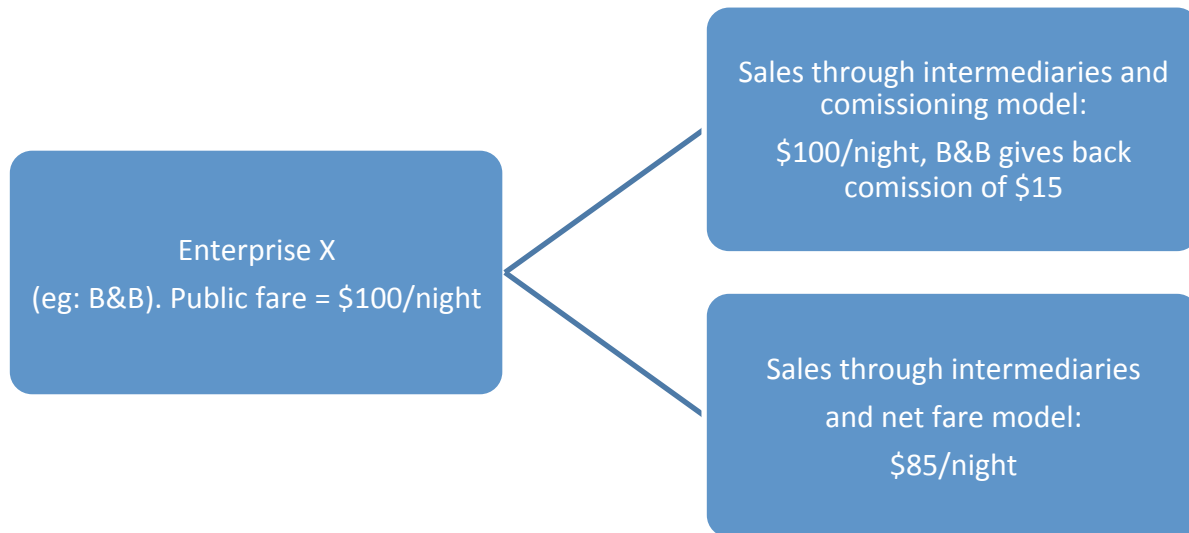 Enterprise X
(eg: B&B). Public fare = $100/night
Sales through intermediaries and
comissioning model:
$100/night, B&B gives back
comission of $15
Sales through intermediaries
and net fare model:
$85/night